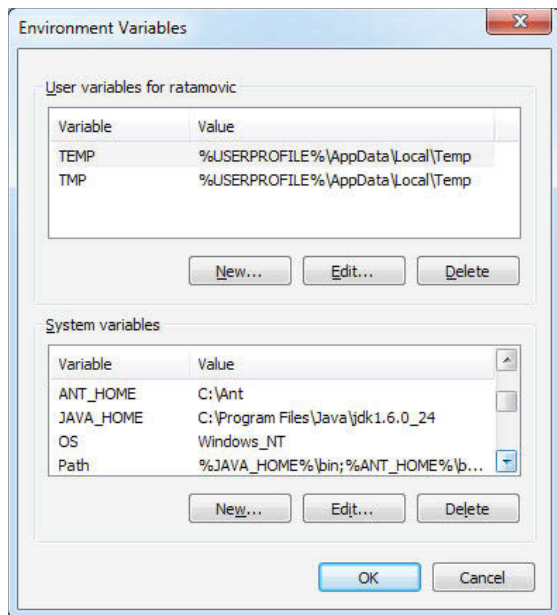 Environment Variables
User variables for ratamovic
Variable Value
TEMP %USERPROFILE%\AppData\Local\Temp
TMP %USERPROFILE%\AppData\Local\Temp
New... Edit... Delete
System variables
Variable Value
ANT_HOME C:\Ant
JAVA_HOME C:\Program Files\Java\jdk1.6.0_24
OS Windows_NT
Path %JAVA_HOME%\bin;%ANT_HOME%\b...
New... Edit... Delete
OK Cancel